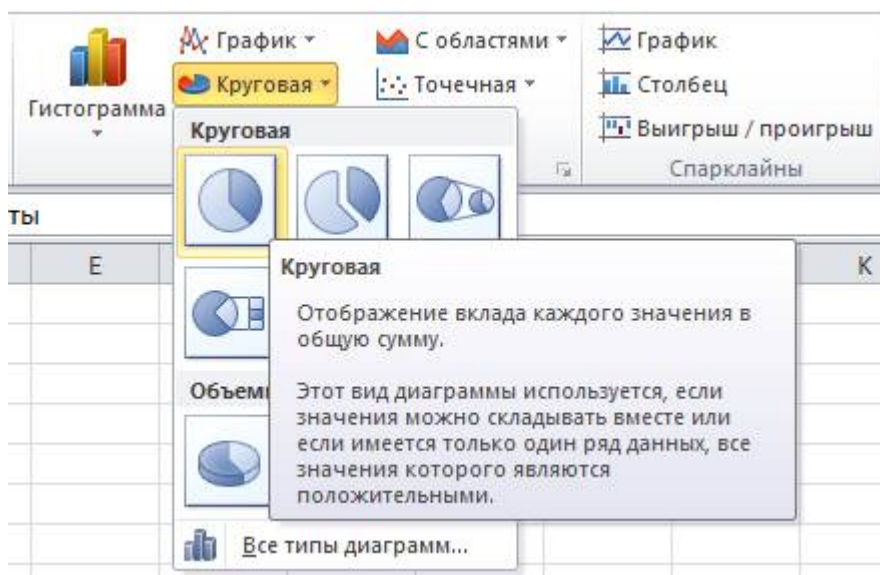 График
С областями
График
Круговая
Точечная
Столбец
Гистограмма
Выигрыш / проигрыш
Круговая
Спарклайны
ты
E
K
Круговая
Отображение вклада каждого значения в
общую сумму.
Этот вид диаграммы используется, если
значения можно складывать вместе или
если имеется только один ряд данных, все
значения которого являются
положительными.
Объемн
Все типы диаграмм...